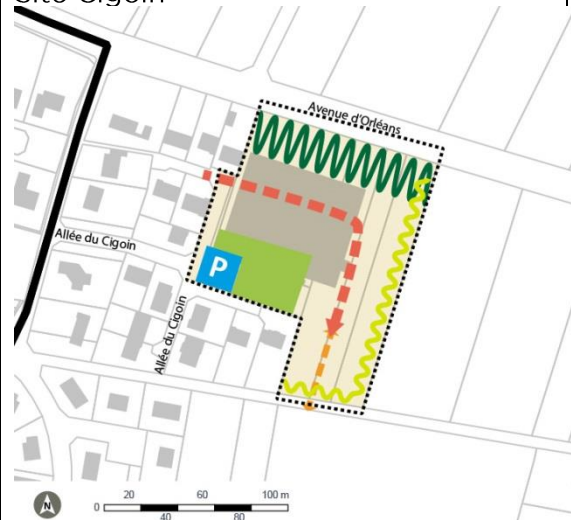 Site Cigoin
Avenue d'Orléans
Allée du Cigoin
P
Allée du Cigoin
N
0 20 40 60 80 100 m